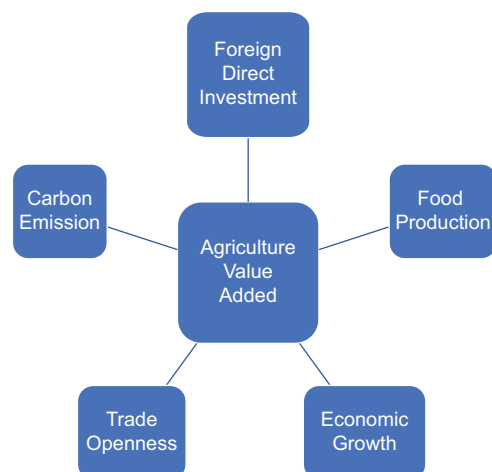 Foreign
Direct
Investment
Carbon
Emission
Food
Production
Agriculture
Value
Added
Trade
Openness
Economic
Growth